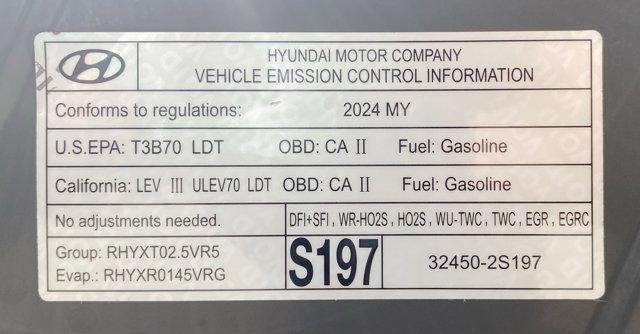 HYUNDAI MOTOR COMPANY
VEHICLE EMISSION CONTROL INFORMATION
Conforms to regulations: 2024 MY
U.S.EPA: T3B70 LDT OBD: CA II Fuel: Gasoline
California: LEV III ULEV70 LDT OBD: CA II Fuel: Gasoline
No adjustments needed. DFI+SFI , WR-HO2S , HO2S , WU-TWC , TWC , EGR , EGRC
Group: RHYXT02.5VR5
Evap.: RHYXR0145VRG
S197
32450-2S197